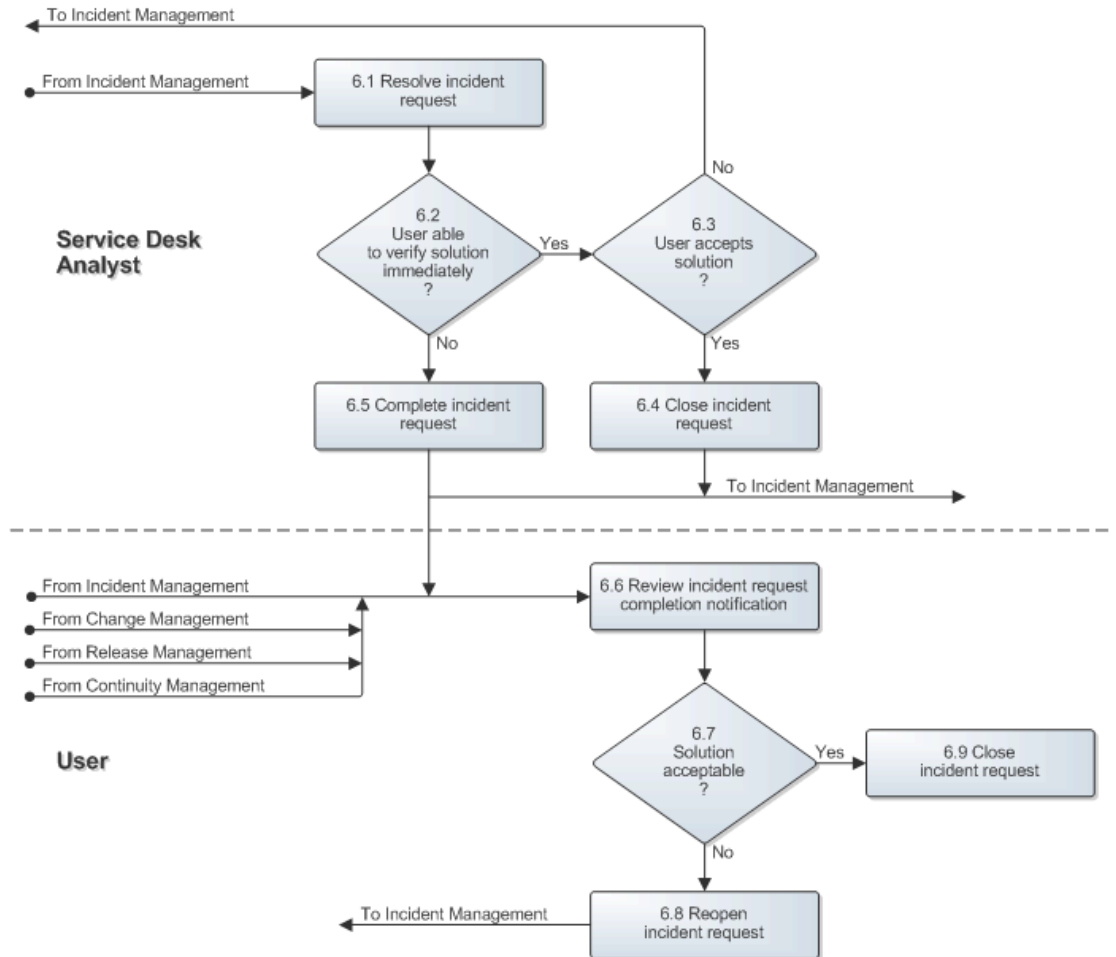 To Incident Management
From Incident Management
6.1 Resolve incident
request
No
6.2
User able
to verify solution
immediately
?
Yes
6.3
User accepts
solution
?
Service Desk
Analyst
No
Yes
6.5 Complete incident
request
6.4 Close incident
request
To Incident Management
From Incident Management
From Change Management
From Release Management
From Continuity Management
6.6 Review incident request
completion notification
User
6.7
Solution
acceptable
?
Yes
6.9 Close
incident request
No
To Incident Management
6.8 Reopen
incident request